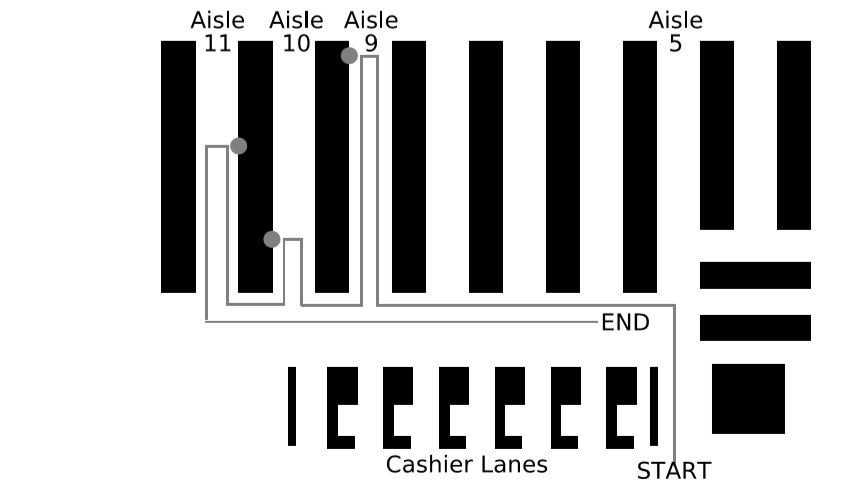 Aisle
11
Aisle
10
Aisle
9
Aisle
5
END
Cashier Lanes
START